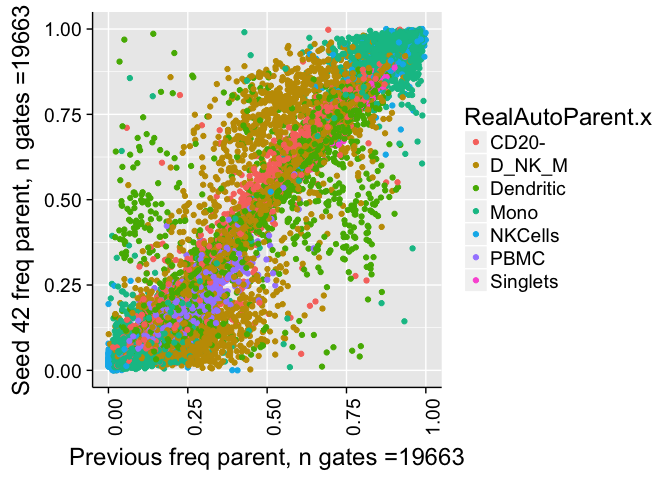 Seed 42 freq parent, n gates =19663
1.00
0.75
0.50
0.25
0.00
0.00
0.25
0.50
0.75
1.00
Previous freq parent, n gates =19663
RealAutoParent.x
CD20-
D_NK_M
Dendritic
Mono
NKCells
PBMC
Singlets